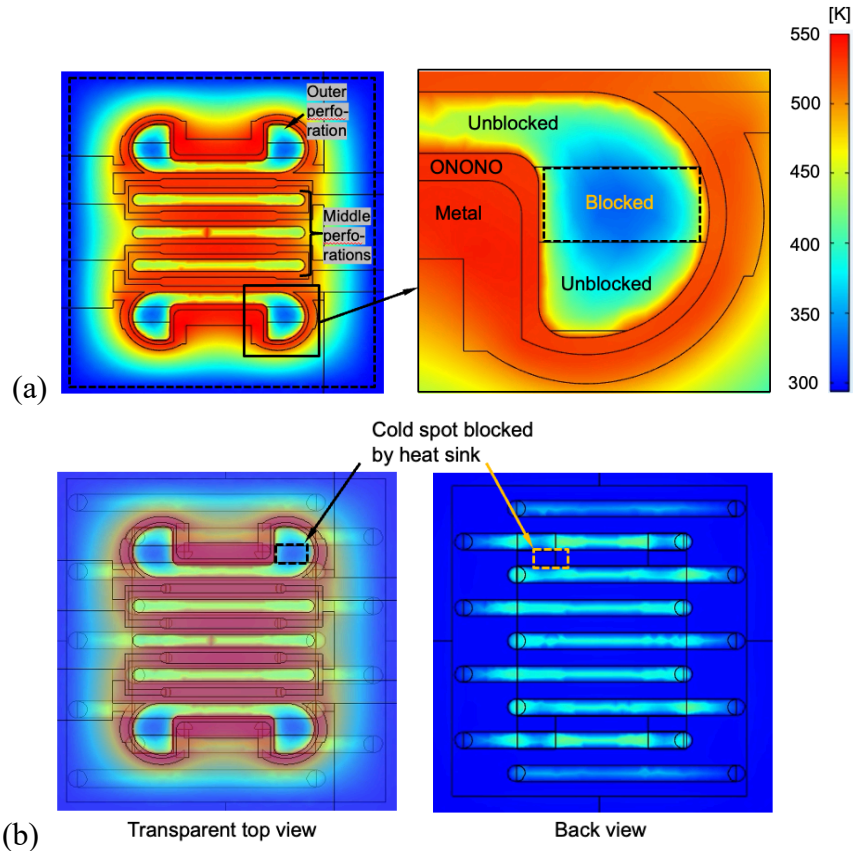 [K]
550
500
450
400
350
300
Outer
perfo-
ration
Middle
perfo-
rations
Unblocked
ONONO
Blocked
Metal
Unblocked
(a)
Cold spot blocked
by heat sink
(b)
Transparent top view
Back view